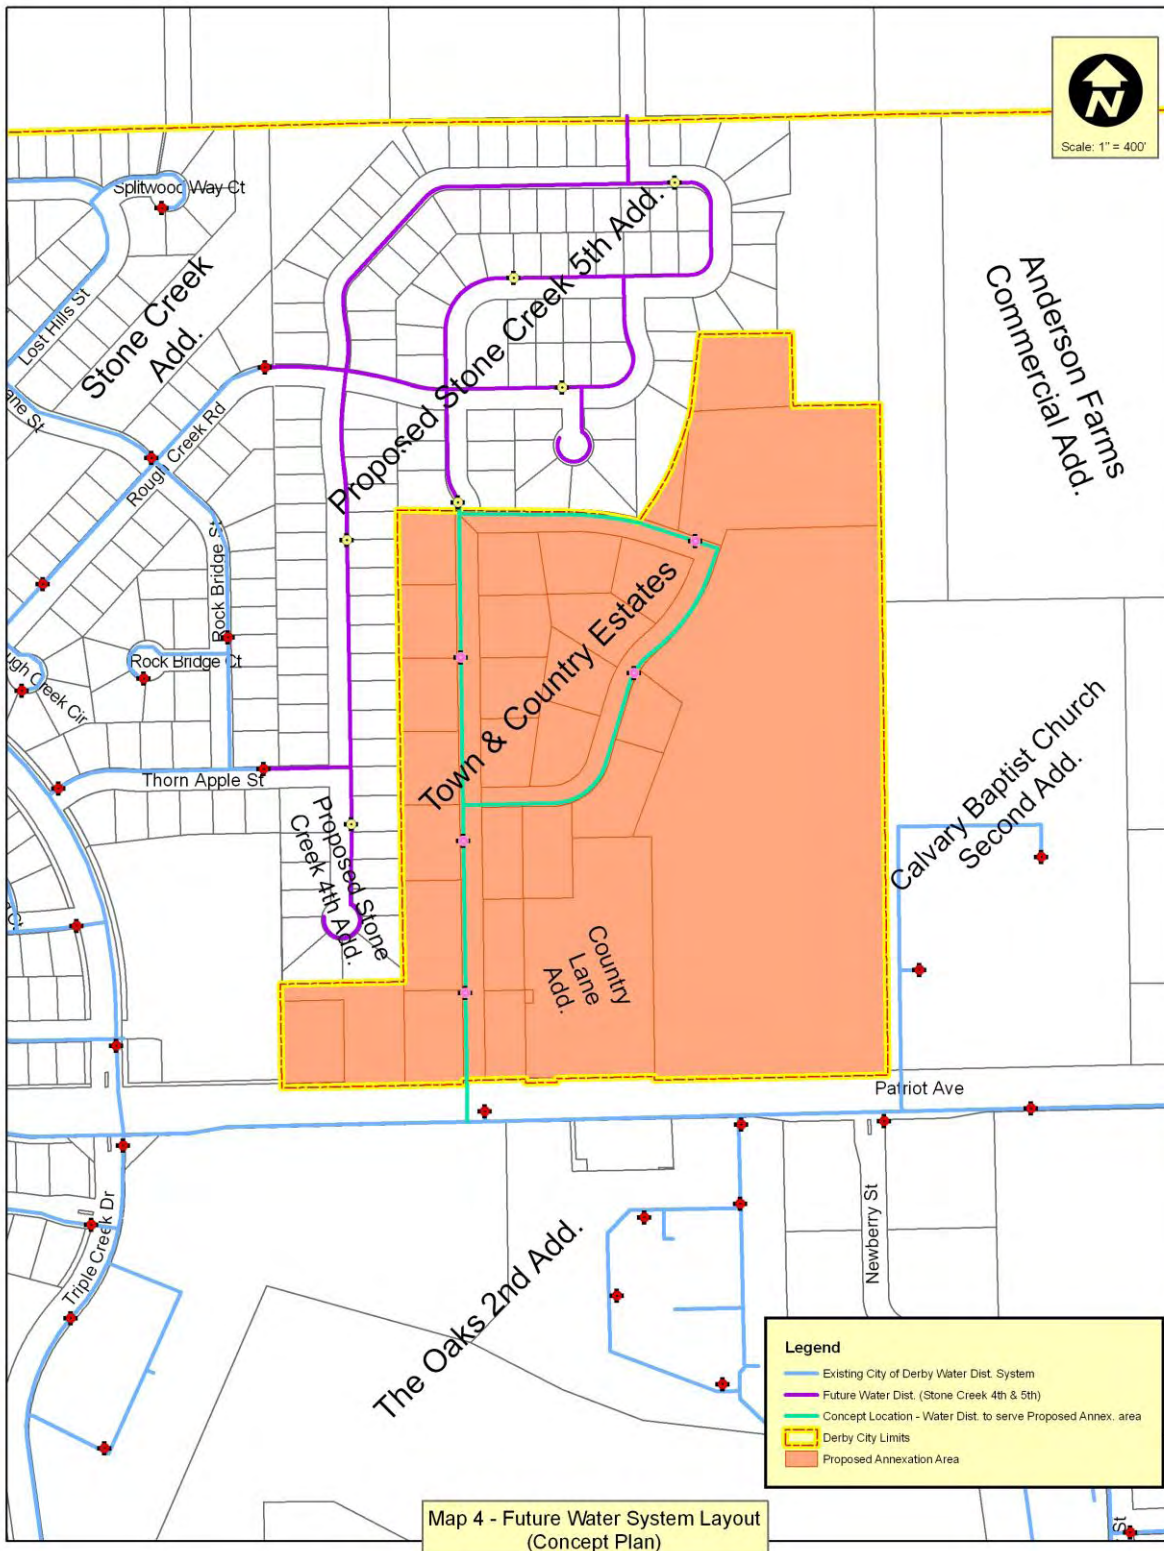 N
Scale: 1" = 400'
Splitwood Way Ct
Lost Hills St
Stone Creek
Add.
Proposed Stone Creek 5th Add.
Anderson Farms
Commercial Add.
Rough Creek Rd
Rock Bridge St
Rock Bridge Ct
Thorn Apple St
Town & Country Estates
Proposed Stone
Creek 4th Add.
Calvary Baptist Church
Second Add.
Country
Lane
Add.
Patriot Ave
Triple Creek Dr
Newberry St
The Oaks 2nd Add.
Legend
Existing City of Derby Water Dist. System
Future Water Dist. (Stone Creek 4th & 5th)
Concept Location - Water Dist. to serve Proposed Annex. area
Derby City Limits
Proposed Annexation Area
St
Map 4 - Future Water System Layout
(Concept Plan)